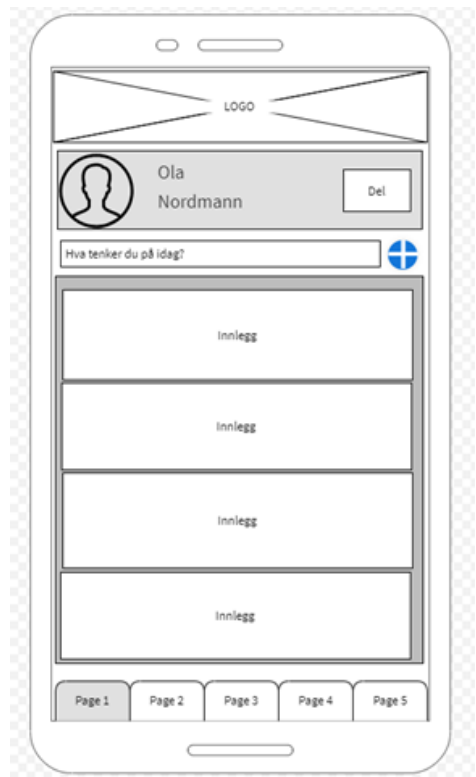 LOGO
Ola
Nordmann
Del
Hva tenker du på idag?
Innlegg
Innlegg
Innlegg
Innlegg
Page 1
Page 2
Page 3
Page 4
Page 5